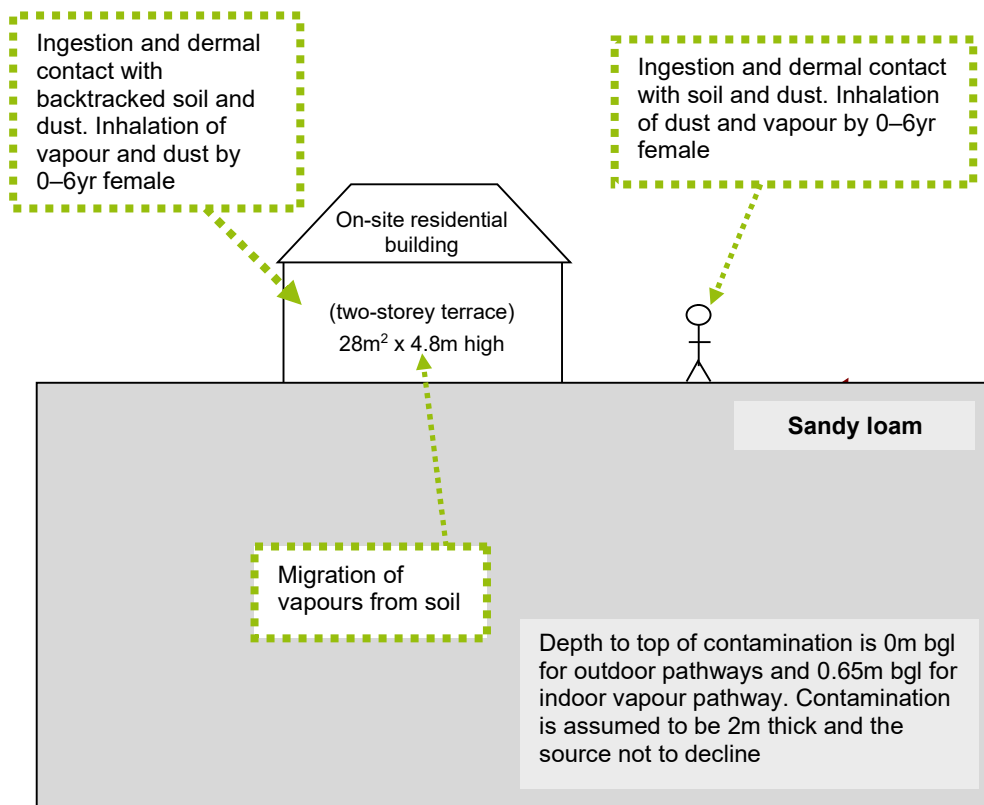 Ingestion and dermal
contact with
backtracked soil and
dust. Inhalation of
vapour and dust by
0–6yr female
Ingestion and dermal contact
with soil and dust. Inhalation
of dust and vapour by 0–6yr
female
On-site residential
building
(two-storey terrace)
28m² x 4.8m high
Sandy loam
Migration of
vapours from soil
Depth to top of contamination is 0m bgl
for outdoor pathways and 0.65m bgl for
indoor vapour pathway. Contamination
is assumed to be 2m thick and the
source not to decline